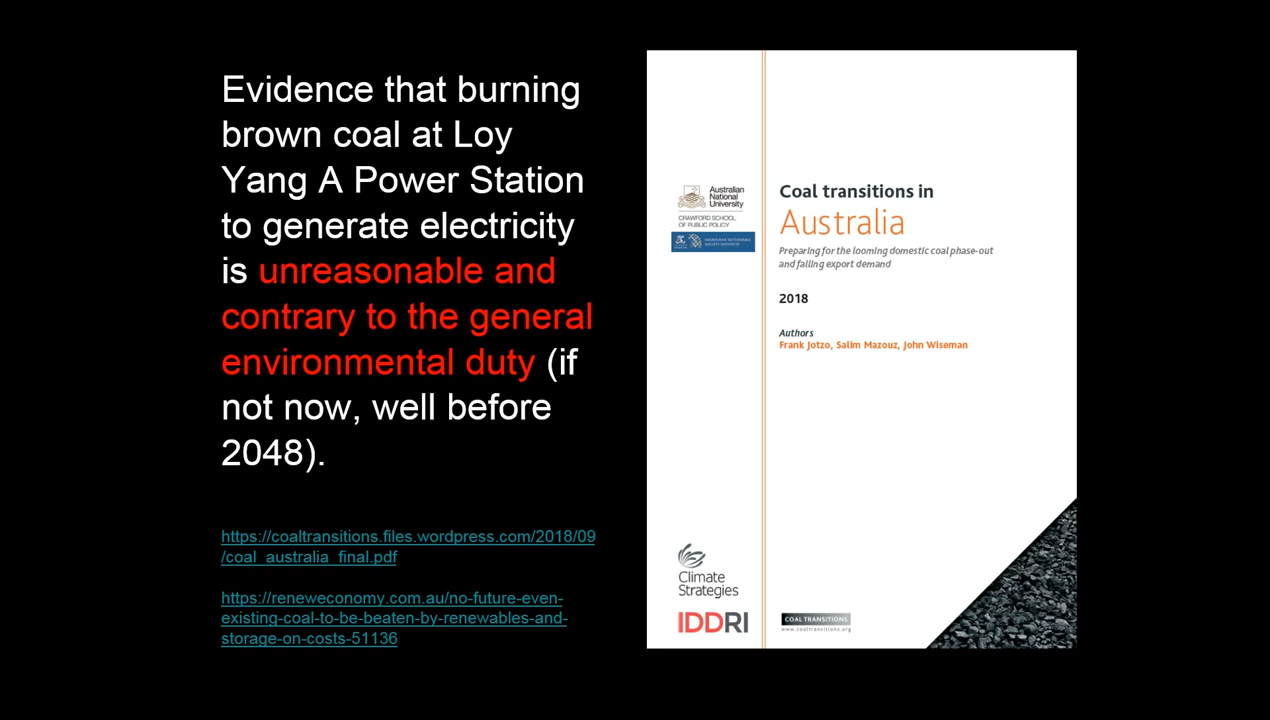 Evidence that burning
brown coal at Loy
Yang A Power Station
to generate electricity
is unreasonable and
contrary to the general
environmental duty (if
not now, well before
2048).
https://coaltransitions.files.wordpress.com/2018/09
/coal_australia_final.pdf
https://reneweconomy.com.au/no-future-even-
existing-coal-to-be-beaten-by-renewables-and-
storage-on-costs-51136
Australian
National
University
CRAWFORD SCHOOL
OF PUBLIC POLICY
Coal transitions in
Australia
Preparing for the looming domestic coal phase-out
and falling export demand
2018
Authors
Frank Jotzo, Salim Mazouz, John Wiseman
Climate
Strategies
IDDRI
COAL TRANSITIONS
www.coaltransitions.org